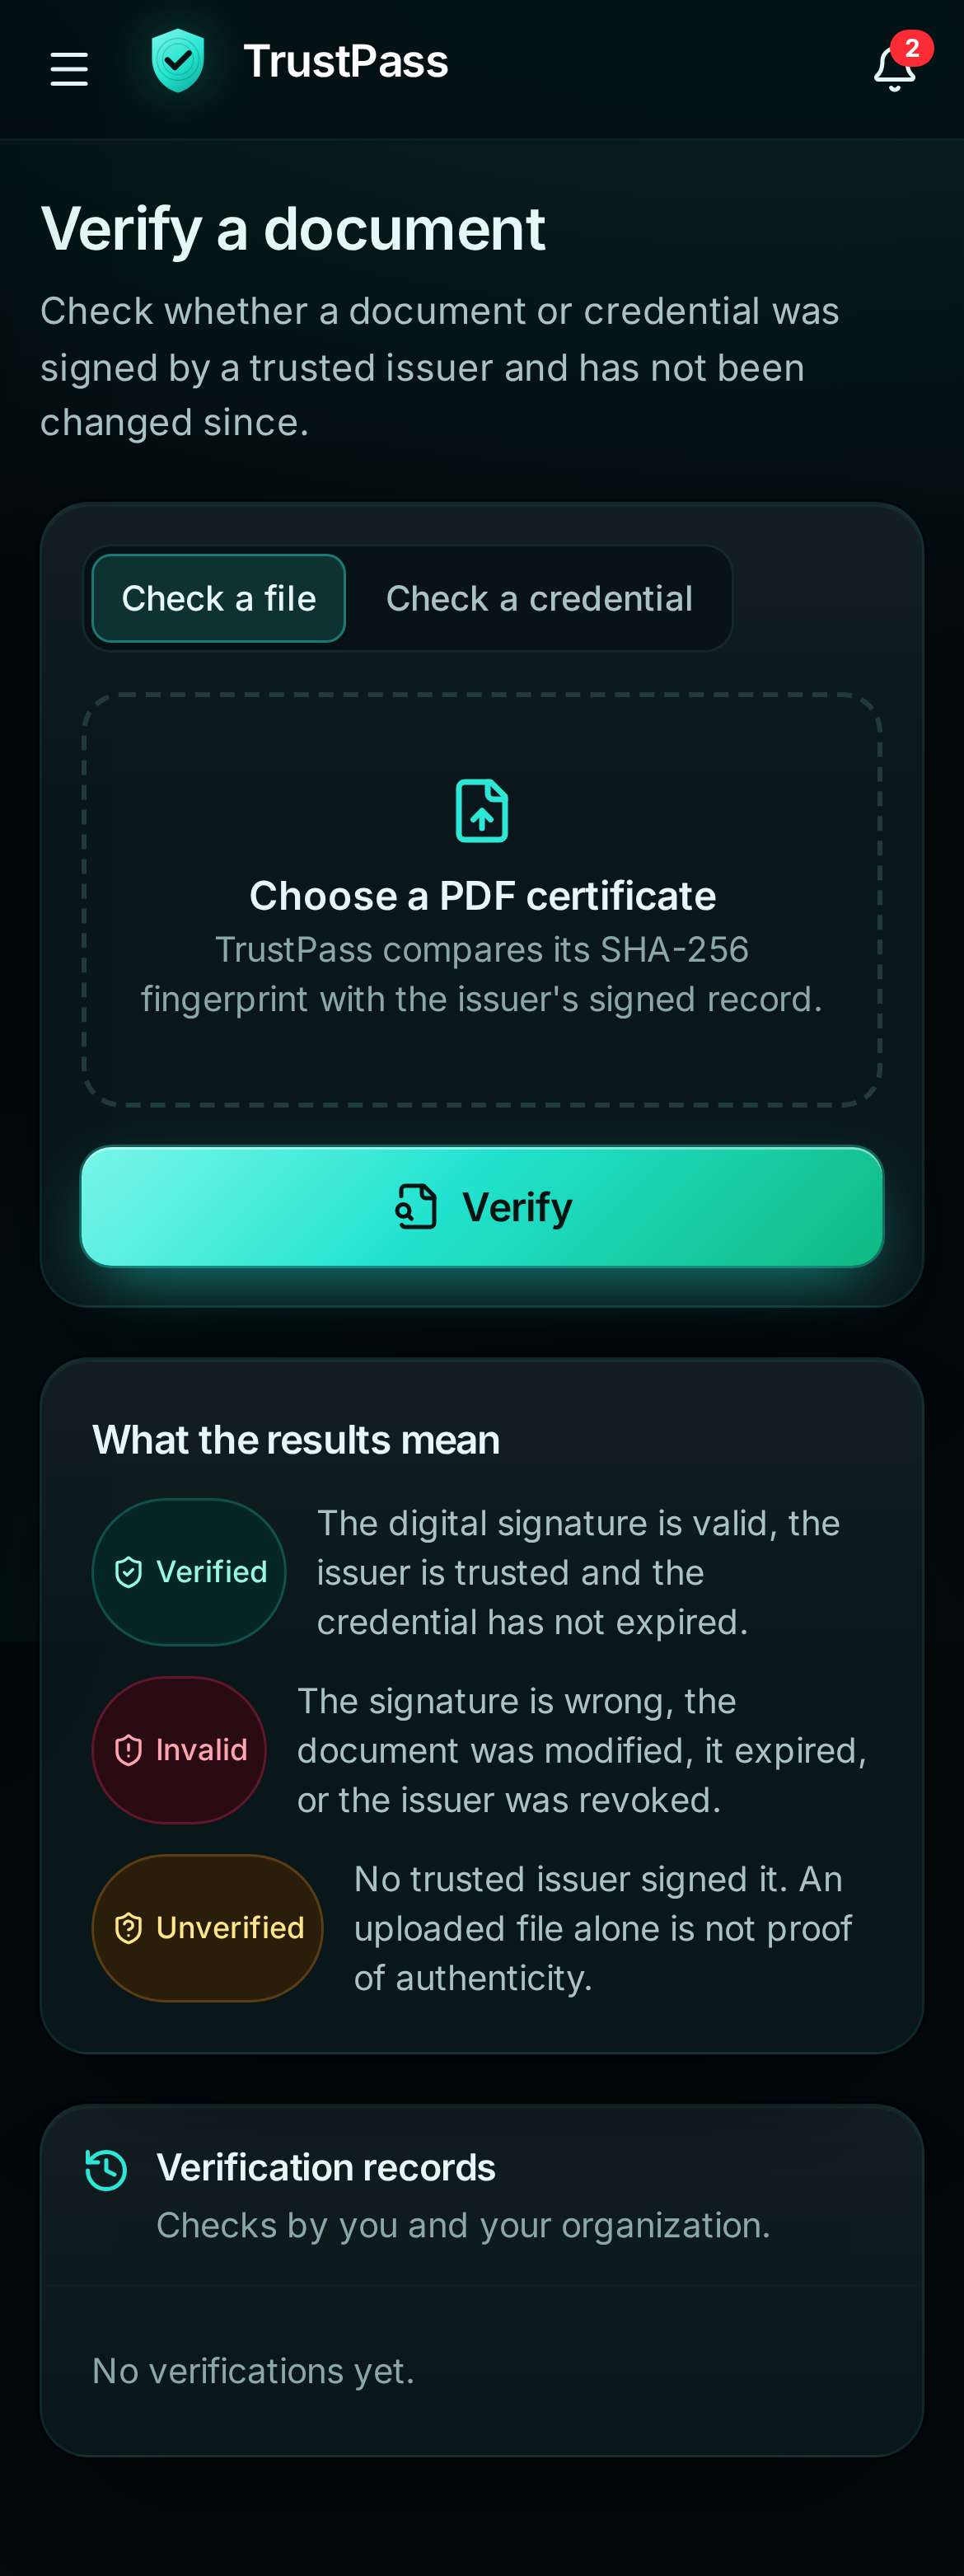 TrustPass
2
Verify a document
Check whether a document or credential was
signed by a trusted issuer and has not been
changed since.
Check a file
Check a credential
Choose a PDF certificate
TrustPass compares its SHA-256
fingerprint with the issuer's signed record.
Verify
What the results mean
Verified
The digital signature is valid, the
issuer is trusted and the
credential has not expired.
Invalid
The signature is wrong, the
document was modified, it expired,
or the issuer was revoked.
Unverified
No trusted issuer signed it. An
uploaded file alone is not proof
of authenticity.
Verification records
Checks by you and your organization.
No verifications yet.